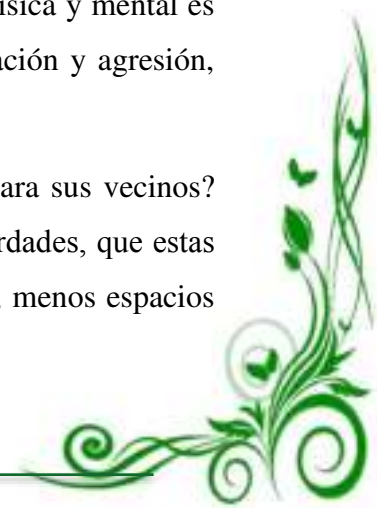 ísica y mental es
ación y agresión,
ara sus vecinos?
rdades, que estas
menos espacios